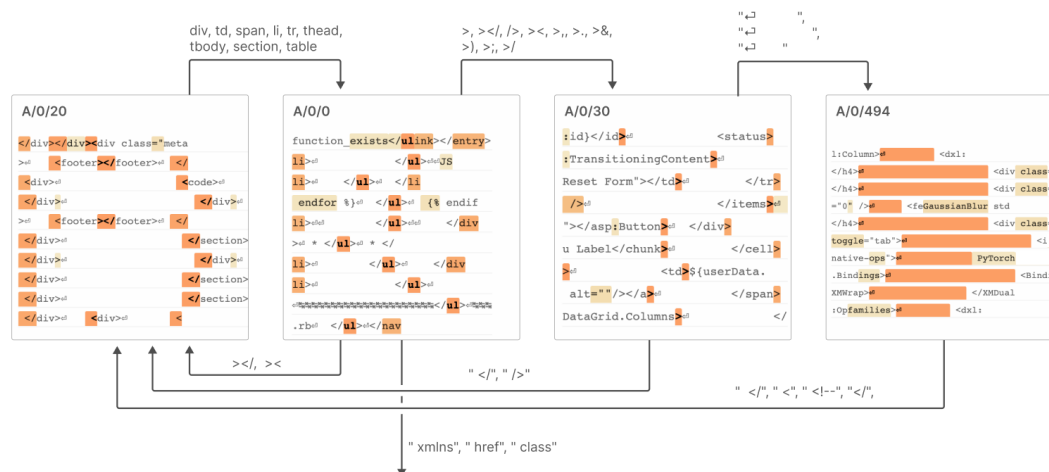 div, td, span, li, tr, thead,
tbody, section, table
>, ></, />, ><, >,, >., >&,
>), >;, >/
"⏎       ",
"⏎         ",
"⏎     "
A/0/20
</div></div><div class="meta
>⏎    <footer></footer>⏎  </
<div>⏎    <code>⏎
</div>⏎    </div>⏎
>⏎    <footer></footer>⏎  </
</div>⏎    </section>
</div>⏎    </div>⏎
</div>⏎    </section>
</div>⏎    </section>
</div>⏎    <div>⏎    <
A/0/0
function_exists</ulink></entry>
li>⏎    </ul>⏎⏎JS
li>⏎    </ul>⏎  </li
endfor %}⏎  </ul>⏎  {% endif
li>⏎    </ul>⏎    </div
>⏎ * </ul>⏎ * </
li>⏎    </ul>⏎    </div
li>⏎    </ul>⏎
</ul>⏎
.rb⏎  </ul>⏎</nav
A/0/30
:id}</id>⏎    <status>
:TransitioningContent>⏎
Reset Form"></td>⏎    </tr>
/>⏎    </items>⏎
"></asp:Button>⏎  </div>
u Label</chunk>⏎    </cell>
>⏎    <td>${userData.
alt=""/></a>⏎    </span>
DataGrid.Columns>⏎    </
A/0/494
l:Column>⏎    <dxl:
</h4>⏎    <div class=
</h4>⏎    <div class=
="0" />⏎    <feGaussianBlur std
</h4>⏎    <div class=
toggle="tab">⏎    <i
native-ops">⏎    PyTorch
.Bindings>⏎    <Bind
XMWrap>⏎    </XMDual
:Opfamilies>⏎    <dxl:
></, ><
" </", " />"
" </", " <", " <!--", "</",
" xmlns", " href", " class"